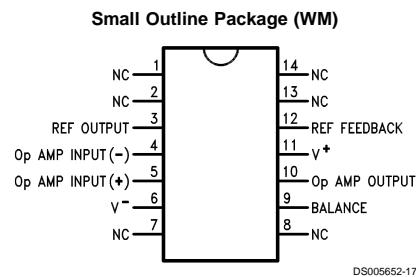 Small Outline Package (WM)
NC 1 14 NC
NC 2 13 NC
REF OUTPUT 3 12 REF FEEDBACK
Op AMP INPUT(-) 4 11 V+
Op AMP INPUT(+) 5 10 Op AMP OUTPUT
V- 6 9 BALANCE
NC 7 8 NC
DS005652-17